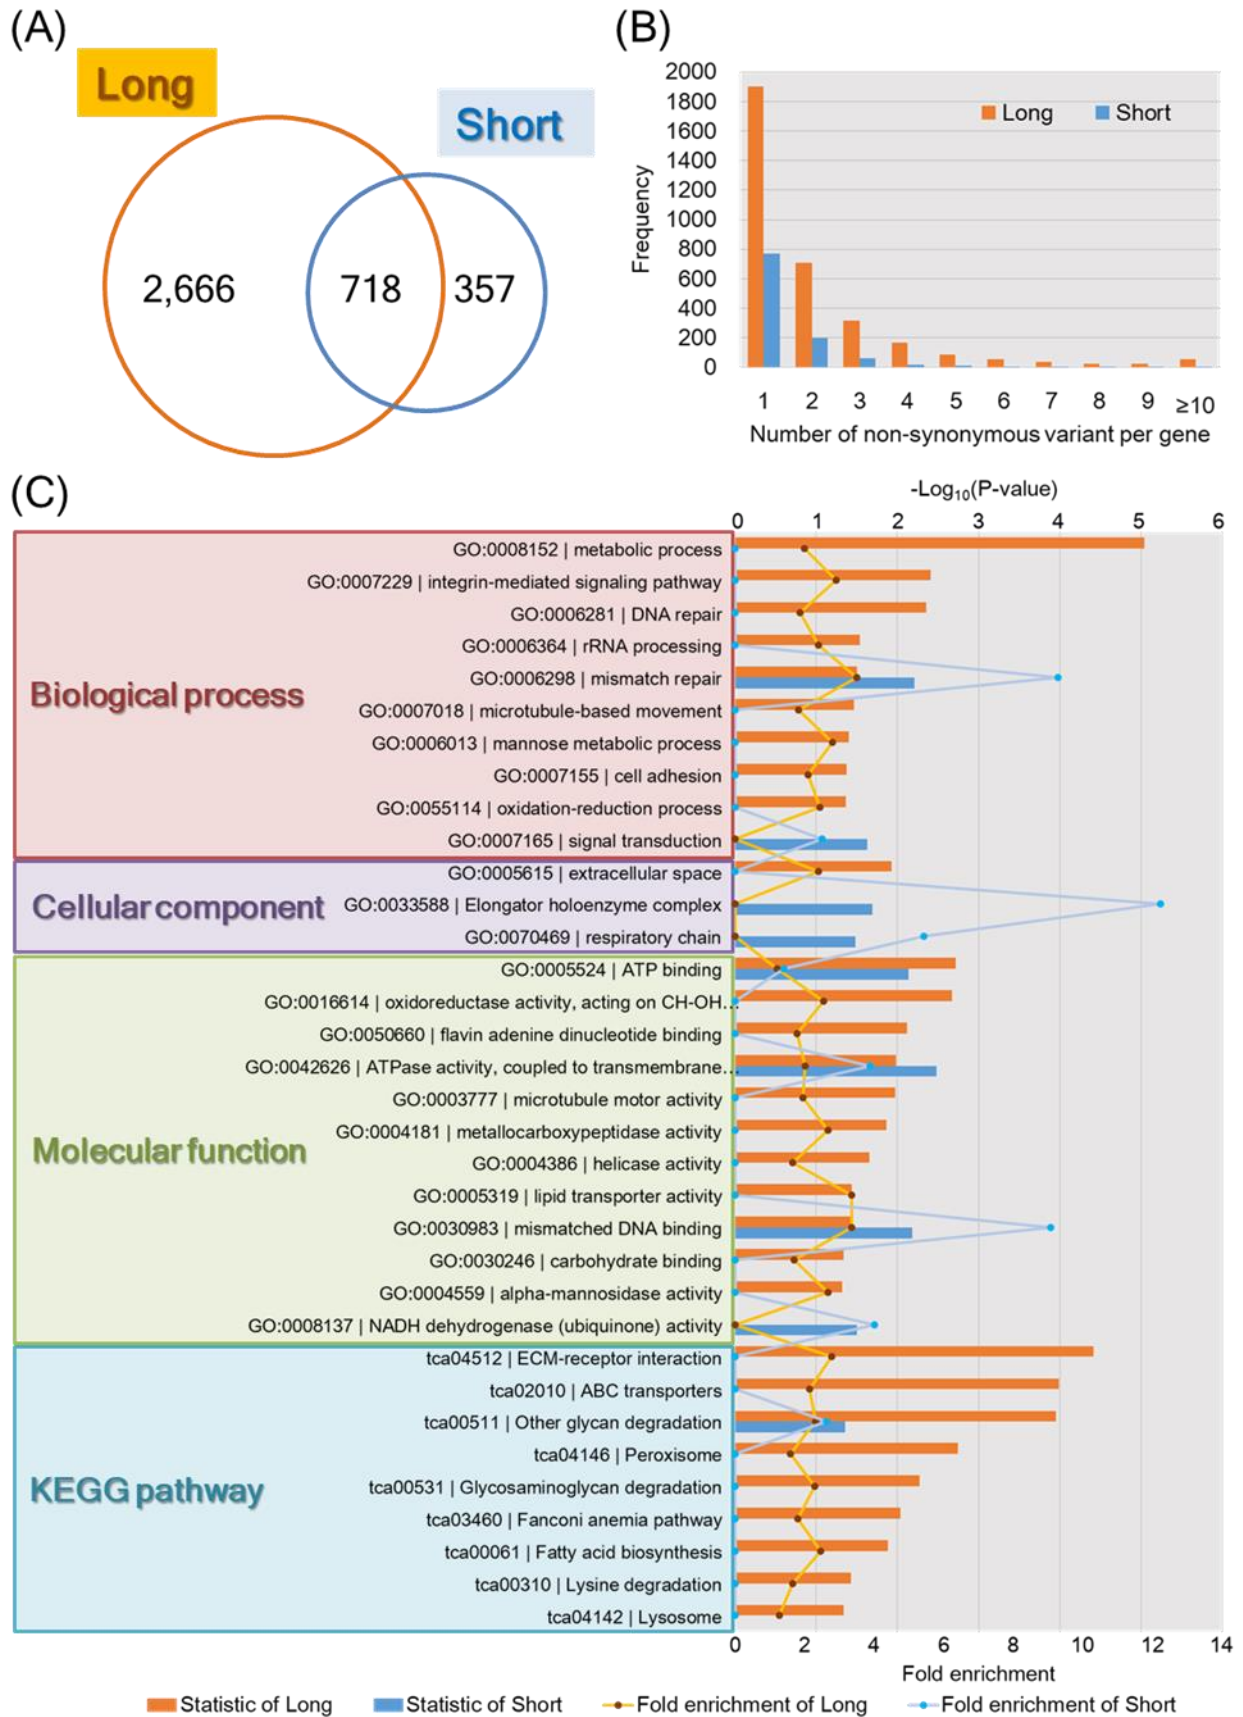 (A)
Long
Short
2,666
718
357
(B)
2000
1800
1600
1400
1200
1000
800
600
400
200
0
Frequency
Long
Short
1 2 3 4 5 6 7 8 9 ≥10
Number of non-synonymous variant per gene
(C)
-Log10(P-value)
0 1 2 3 4 5 6
Biological process
GO:0008152 | metabolic process
GO:0007229 | integrin-mediated signaling pathway
GO:0006281 | DNA repair
GO:0006364 | rRNA processing
GO:0006298 | mismatch repair
GO:0007018 | microtubule-based movement
GO:0006013 | mannose metabolic process
GO:0007155 | cell adhesion
GO:0055114 | oxidation-reduction process
GO:0007165 | signal transduction
Cellular component
GO:0005615 | extracellular space
GO:0033588 | Elongator holoenzyme complex
GO:0070469 | respiratory chain
Molecular function
GO:0005524 | ATP binding
GO:0016614 | oxidoreductase activity, acting on CH-OH…
GO:0050660 | flavin adenine dinucleotide binding
GO:0042626 | ATPase activity, coupled to transmembrane…
GO:0003777 | microtubule motor activity
GO:0004181 | metallocarboxypeptidase activity
GO:0004386 | helicase activity
GO:0005319 | lipid transporter activity
GO:0030983 | mismatched DNA binding
GO:0030246 | carbohydrate binding
GO:0004559 | alpha-mannosidase activity
GO:0008137 | NADH dehydrogenase (ubiquinone) activity
KEGG pathway
tca04512 | ECM-receptor interaction
tca02010 | ABC transporters
tca00511 | Other glycan degradation
tca04146 | Peroxisome
tca00531 | Glycosaminoglycan degradation
tca03460 | Fanconi anemia pathway
tca00061 | Fatty acid biosynthesis
tca00310 | Lysine degradation
tca04142 | Lysosome
0 2 4 6 8 10 12 14
Fold enrichment
Statistic of Long
Statistic of Short
Fold enrichment of Long
Fold enrichment of Short